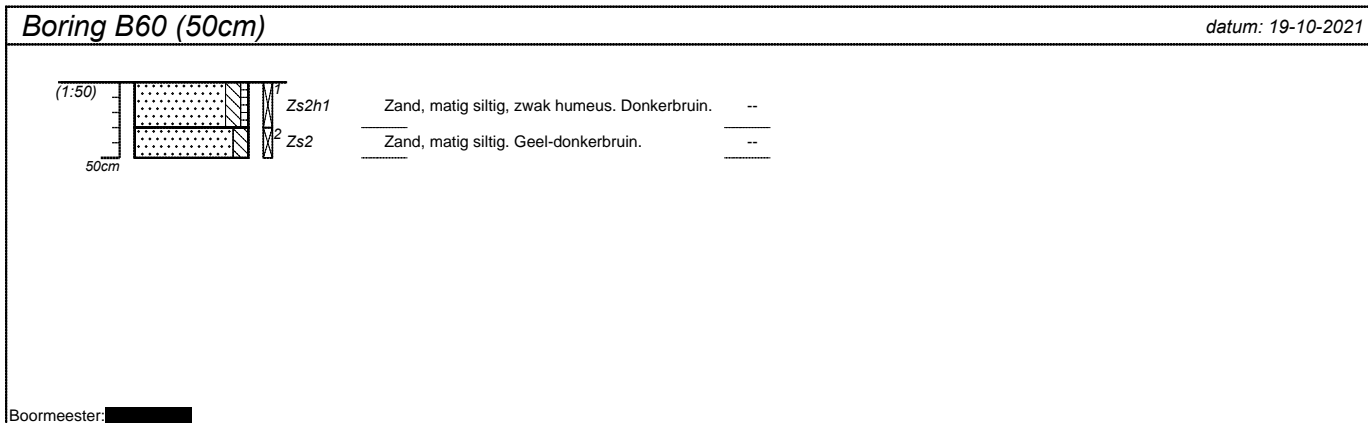 Boring B60 (50cm) datum: 19-10-2021
(1:50) 1 Zs2h1 Zand, matig siltig, zwak humeus. Donkerbruin. --
2 Zs2 Zand, matig siltig. Geel-donkerbruin. --
50cm
Boormeester: